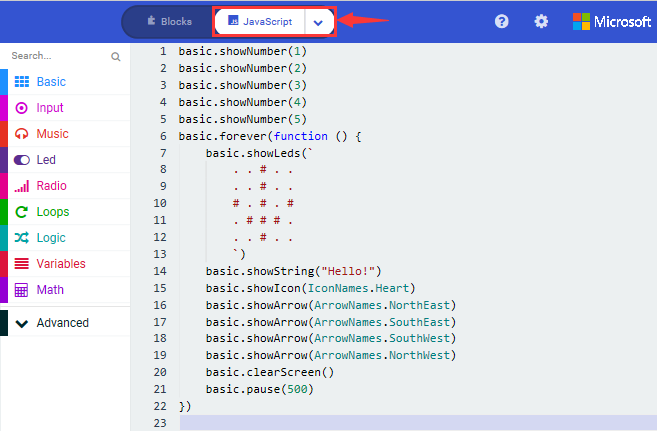 Blocks JavaScript Microsoft
Search...
Basic
Input
Music
Led
Radio
Loops
Logic
Variables
Math
Advanced
1 basic.showNumber(1)
2 basic.showNumber(2)
3 basic.showNumber(3)
4 basic.showNumber(4)
5 basic.showNumber(5)
6 basic.forever(function () {
7     basic.showLeds(`
8         . . # . .
9         . . # . .
10         # . # . #
11         . # # # .
12         . . # . .
13         `)
14     basic.showString("Hello!")
15     basic.showIcon(IconNames.Heart)
16     basic.showArrow(ArrowNames.NorthEast)
17     basic.showArrow(ArrowNames.SouthEast)
18     basic.showArrow(ArrowNames.SouthWest)
19     basic.showArrow(ArrowNames.NorthWest)
20     basic.clearScreen()
21     basic.pause(500)
22 })
23